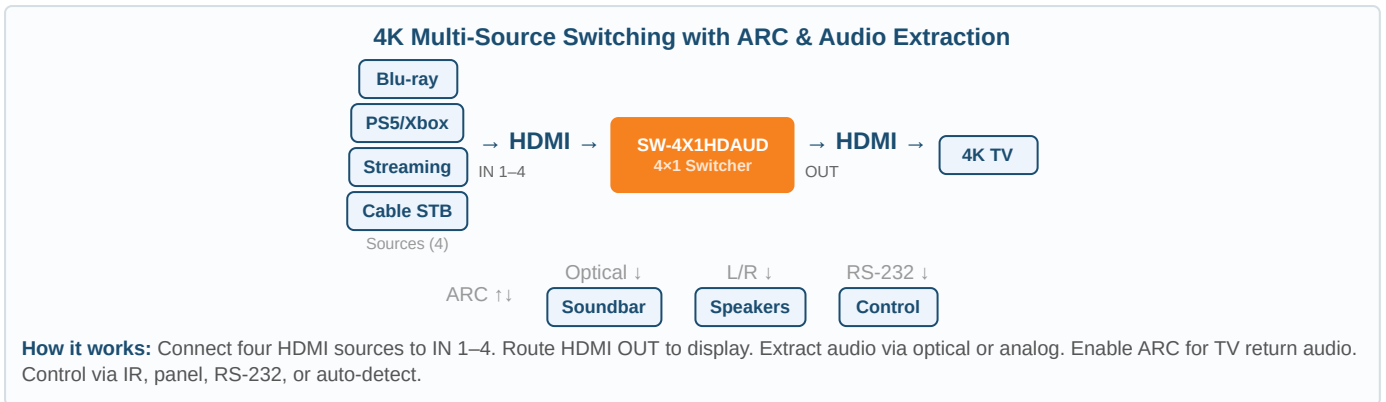 4K Multi-Source Switching with ARC & Audio Extraction
Blu-ray
PS5/Xbox
Streaming
Cable STB
Sources (4)
→ HDMI →
IN 1–4
SW-4X1HDAUD
4×1 Switcher
→ HDMI →
OUT
4K TV
ARC ↑↓
Optical ↓
Soundbar
L/R ↓
Speakers
RS-232 ↓
Control
How it works: Connect four HDMI sources to IN 1–4. Route HDMI OUT to display. Extract audio via optical or analog. Enable ARC for TV return audio.
Control via IR, panel, RS-232, or auto-detect.